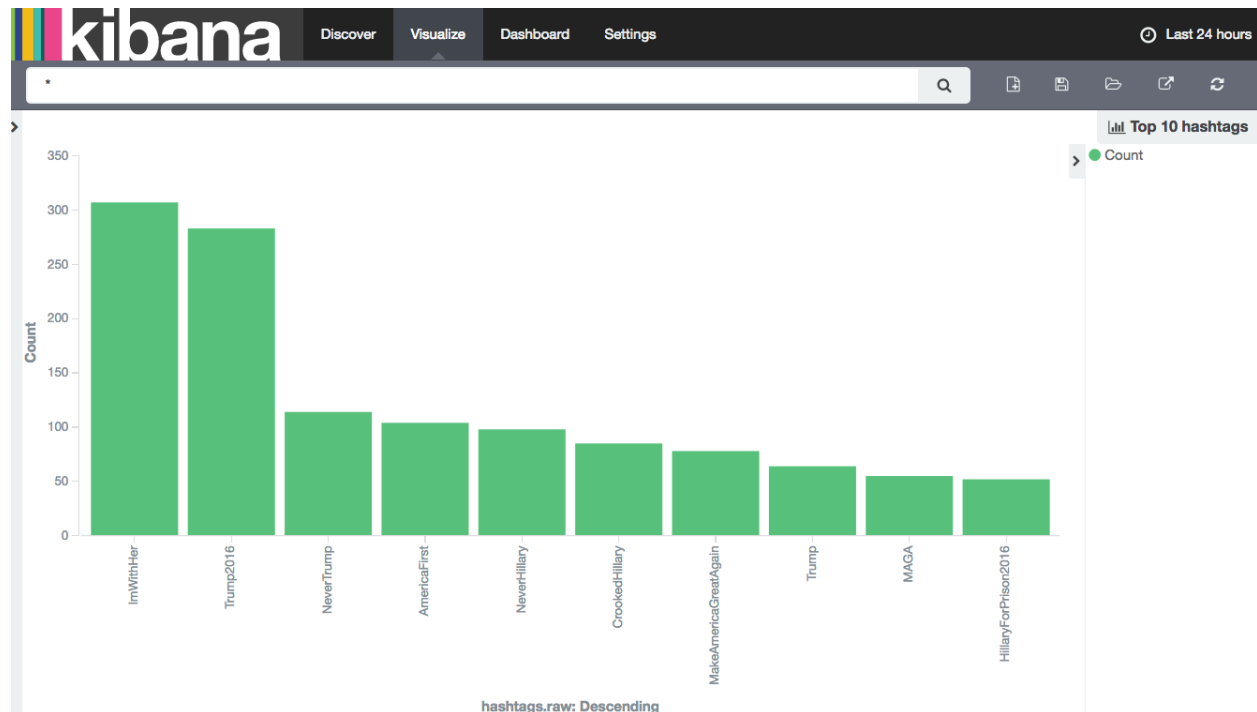 kibana
Discover Visualize Dashboard Settings
Last 24 hours
*
Top 10 hashtags
Count
350
300
250
200
150
100
50
0
Count
ImWithHer
Trump2016
NeverTrump
AmericaFirst
NeverHillary
CrookedHillary
MakeAmericaGreatAgain
Trump
MAGA
HillaryForPrison2016
hashtags.raw: Descending